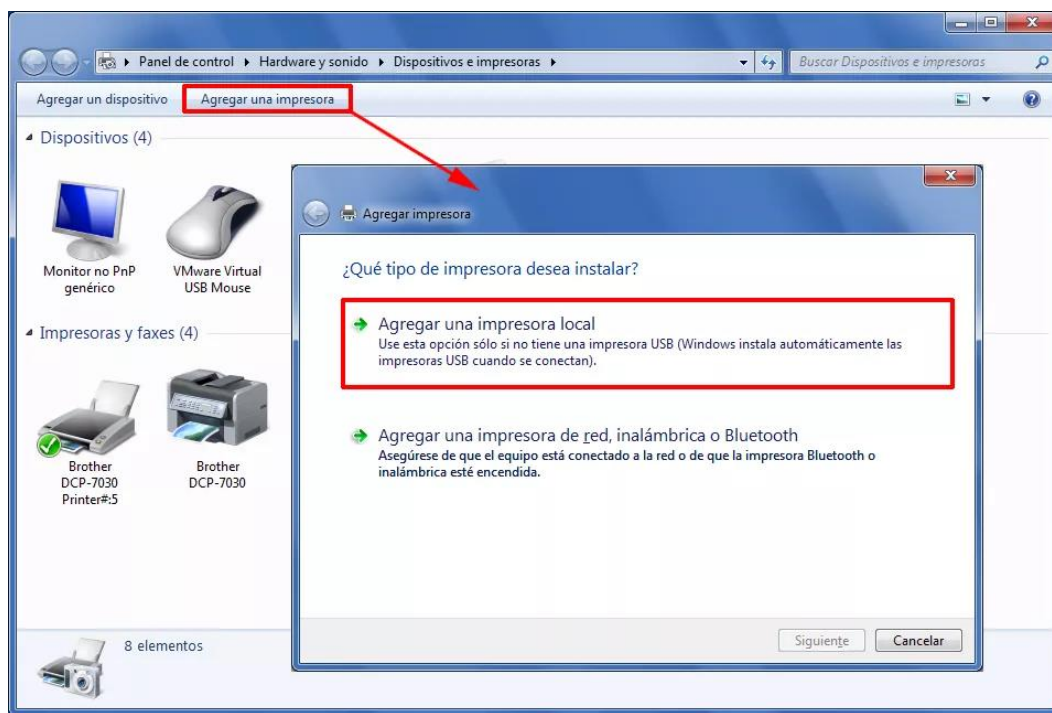 Panel de control ▸ Hardware y sonido ▸ Dispositivos e impresoras ▸
Buscar Dispositivos e impresoras
Agregar un dispositivo
Agregar una impresora
Dispositivos (4)
Monitor no PnP
genérico
VMware Virtual
USB Mouse
Impresoras y faxes (4)
Brother
DCP-7030
Printer#:5
Brother
DCP-7030
8 elementos
Agregar impresora
¿Qué tipo de impresora desea instalar?
Agregar una impresora local
Use esta opción sólo si no tiene una impresora USB (Windows instala automáticamente las
impresoras USB cuando se conectan).
Agregar una impresora de red, inalámbrica o Bluetooth
Asegúrese de que el equipo está conectado a la red o de que la impresora Bluetooth o
inalámbrica esté encendida.
Siguiente
Cancelar